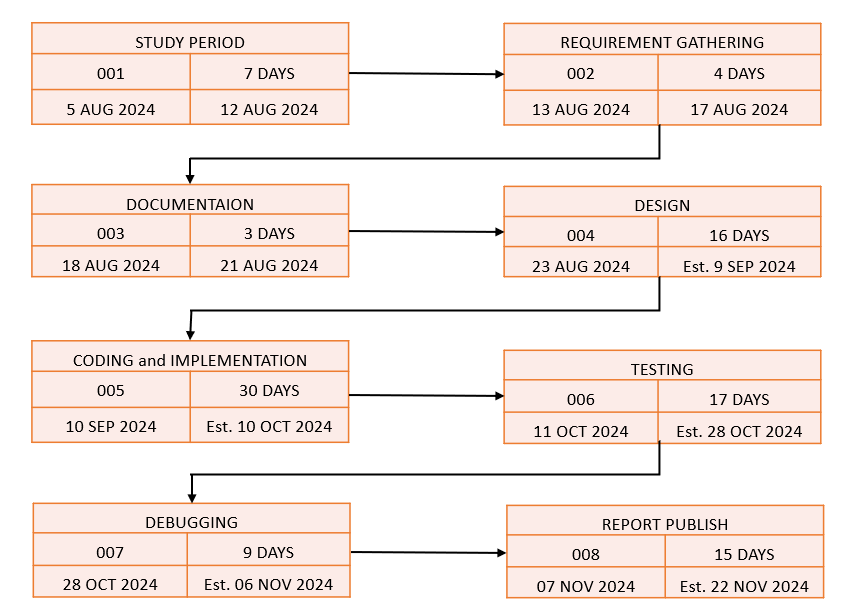 STUDY PERIOD
001 7 DAYS
5 AUG 2024 12 AUG 2024
REQUIREMENT GATHERING
002 4 DAYS
13 AUG 2024 17 AUG 2024
DOCUMENTAION
003 3 DAYS
18 AUG 2024 21 AUG 2024
DESIGN
004 16 DAYS
23 AUG 2024 Est. 9 SEP 2024
CODING and IMPLEMENTATION
005 30 DAYS
10 SEP 2024 Est. 10 OCT 2024
TESTING
006 17 DAYS
11 OCT 2024 Est. 28 OCT 2024
DEBUGGING
007 9 DAYS
28 OCT 2024 Est. 06 NOV 2024
REPORT PUBLISH
008 15 DAYS
07 NOV 2024 Est. 22 NOV 2024